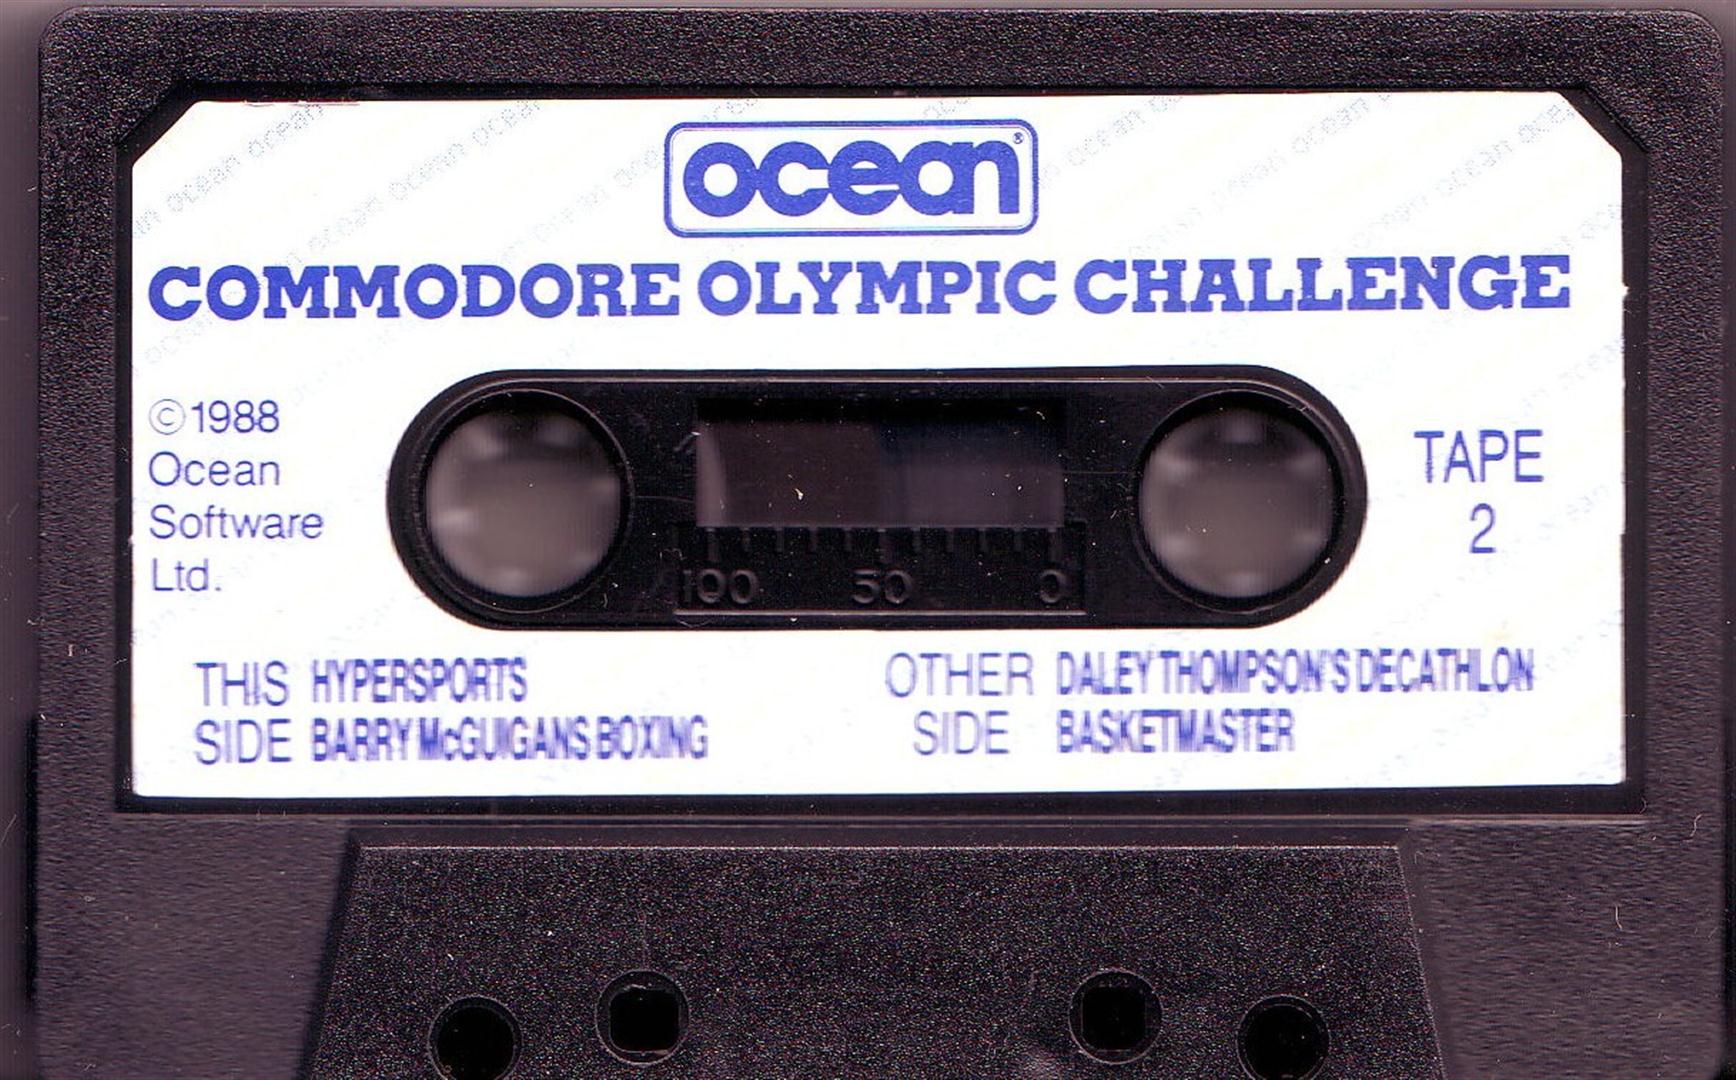 ocean®
COMMODORE OLYMPIC CHALLENGE
©1988
Ocean
Software
Ltd.
TAPE
2
100 50 0
THIS HYPERSPORTS
SIDE BARRY McGUIGANS BOXING
OTHER DALEY THOMPSON'S DECATHLON
SIDE BASKETMASTER